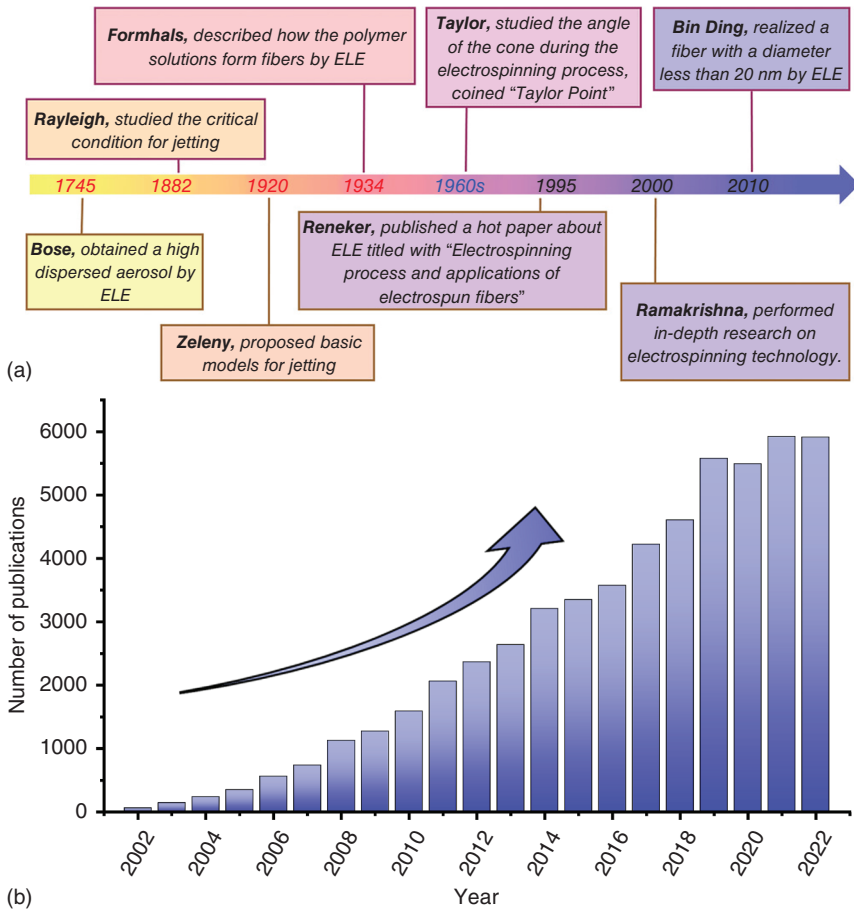 Formhals, described how the polymer
solutions form fibers by ELE
Taylor, studied the angle
of the cone during the
electrospinning process,
coined “Taylor Point”
Bin Ding, realized a
fiber with a diameter
less than 20 nm by ELE
Rayleigh, studied the critical
condition for jetting
1745 1882 1920 1934 1960s 1995 2000 2010
Bose, obtained a high
dispersed aerosol by
ELE
Zeleny, proposed basic
models for jetting
Reneker, published a hot paper about
ELE titled with “Electrospinning
process and applications of
electrospun fibers”
Ramakrishna, performed
in-depth research on
electrospinning technology.
(a)
Number of publications
6000
5000
4000
3000
2000
1000
0
2002 2004 2006 2008 2010 2012 2014 2016 2018 2020 2022
Year
(b)